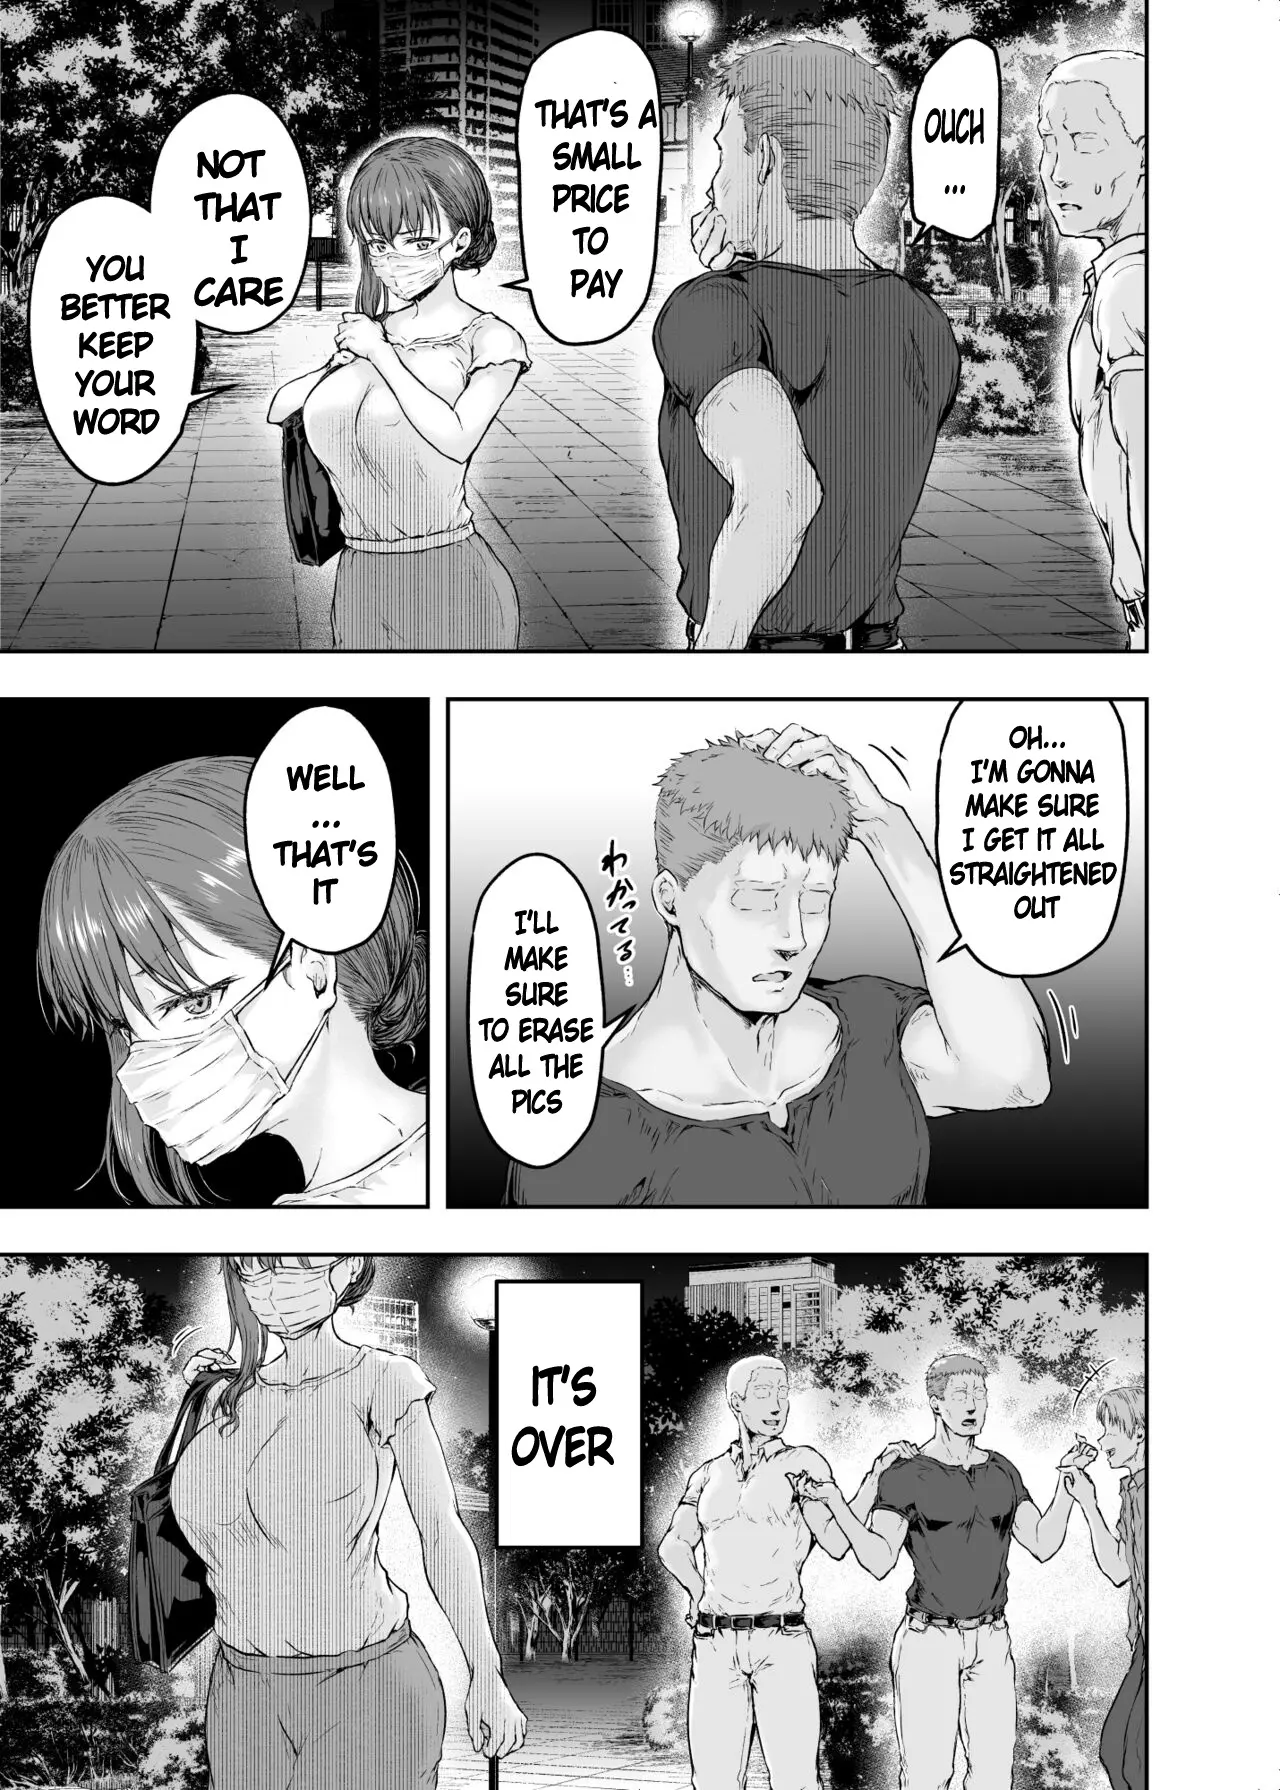 OUCH
...
THAT'S A
SMALL
PRICE
TO
PAY
NOT
THAT
I
CARE
YOU
BETTER
KEEP
YOUR
WORD
OH...
I'M GONNA
MAKE SURE
I GET IT ALL
STRAIGHTENED
OUT
わかってる…
I'LL
MAKE
SURE
TO ERASE
ALL THE
PICS
WELL
...
THAT'S
IT
IT'S
OVER